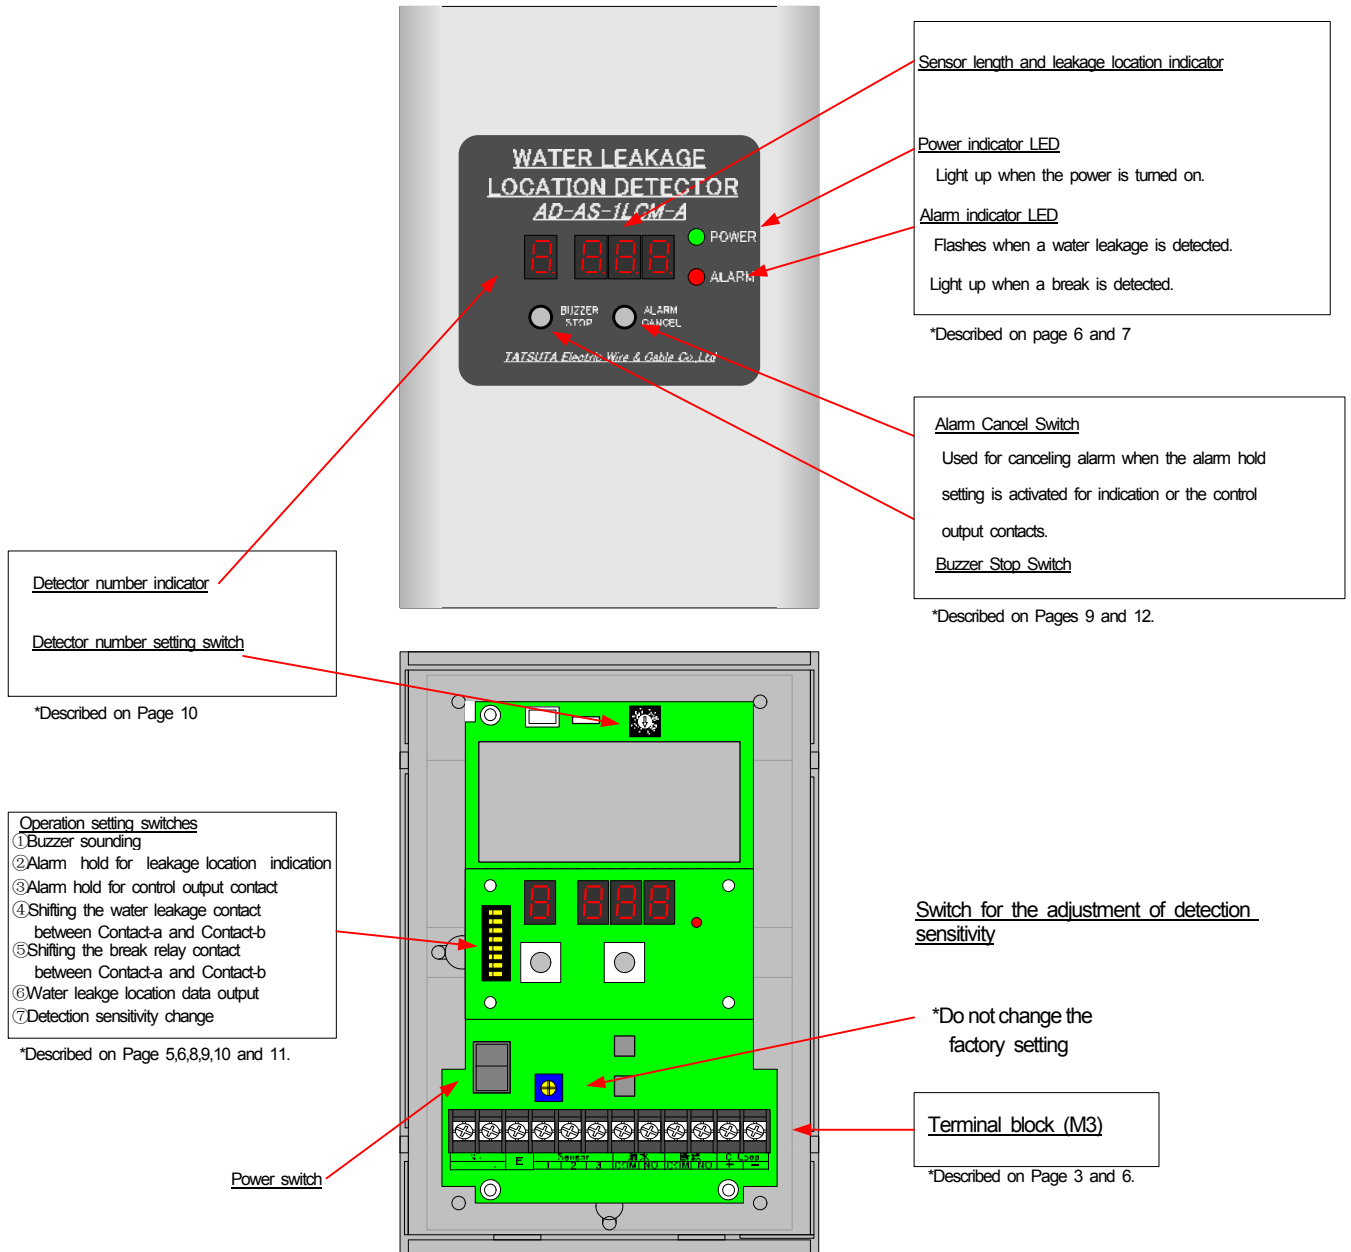 WATER LEAKAGE
LOCATION DETECTOR
AD-AS-1LCM-A
POWER
ALARM
BUZZER
STOP
ALARM
CANCEL
TATSUTA Electric Wire & Cable Co.,Ltd
Sensor length and leakage location indicator
Power indicator LED
Light up when the power is turned on.
Alarm indicator LED
Flashes when a water leakage is detected.
Light up when a break is detected.
*Described on page 6 and 7
Alarm Cancel Switch
Used for canceling alarm when the alarm hold
setting is activated for indication or the control
output contacts.
Buzzer Stop Switch
*Described on Pages 9 and 12.
Detector number indicator
Detector number setting switch
*Described on Page 10
Operation setting switches
①Buzzer sounding
②Alarm hold for leakage location indication
③Alarm hold for control output contact
④Shifting the water leakage contact
between Contact-a and Contact-b
⑤Shifting the break relay contact
between Contact-a and Contact-b
⑥Water leakge location data output
⑦Detection sensitivity change
*Described on Page 5,6,8,9,10 and 11.
Power switch
Switch for the adjustment of detection
sensitivity
*Do not change the
factory setting
Terminal block (M3)
*Described on Page 3 and 6.
E
Sensor
1 2 3
漏水
COM NO
断線
COM NO
C Loop
+ −